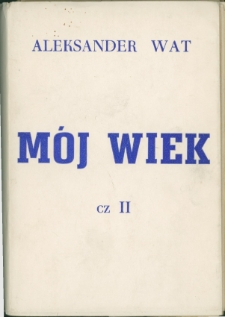 ALEKSANDER WAT
MÓJ WIEK
cz II